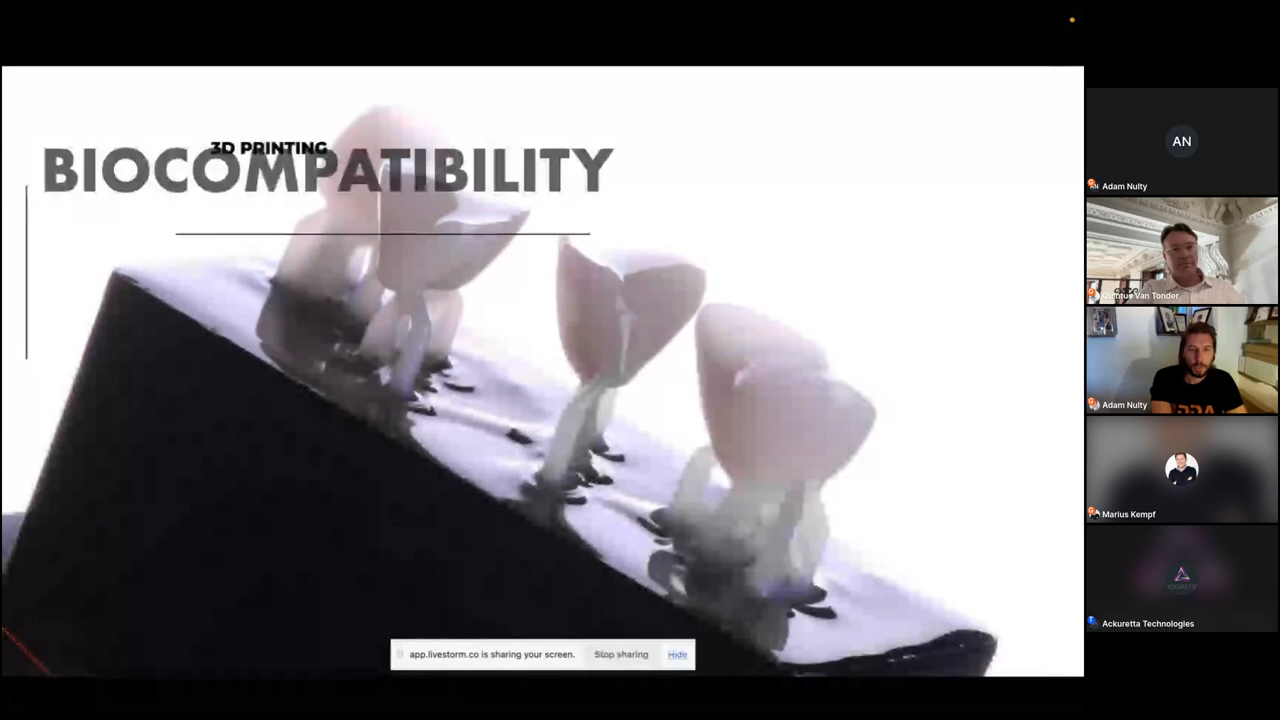 3D PRINTING
BIOCOMPATIBILITY
app.livestorm.co is sharing your screen.
Stop sharing
Hide
AN
Adam Nulty
Van Tonder
Adam Nulty
Marius Kempf
Ackuretta Technologies